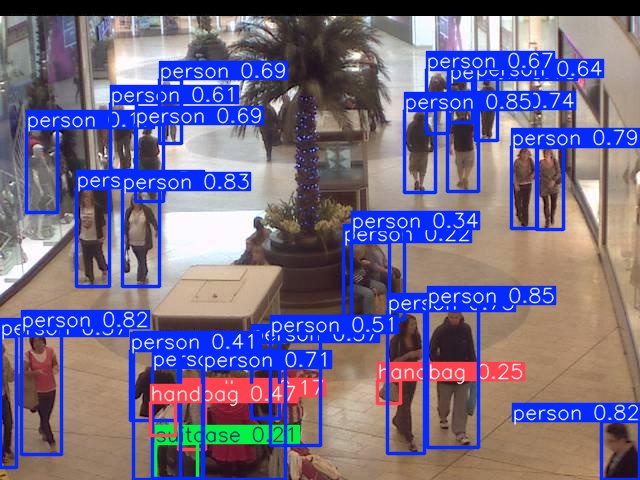 person 0.67
person 0.69
person 0.64
person 0.61
person 0.85
0.74
person 0.1
person 0.69
person 0.79
person 0.83
person 0.34
person 0.22
person 0.85
person 0.82
person 0.51
person 0.41
person 0.71
handbag 0.25
handbag 0.47
person 0.82
suitcase 0.21